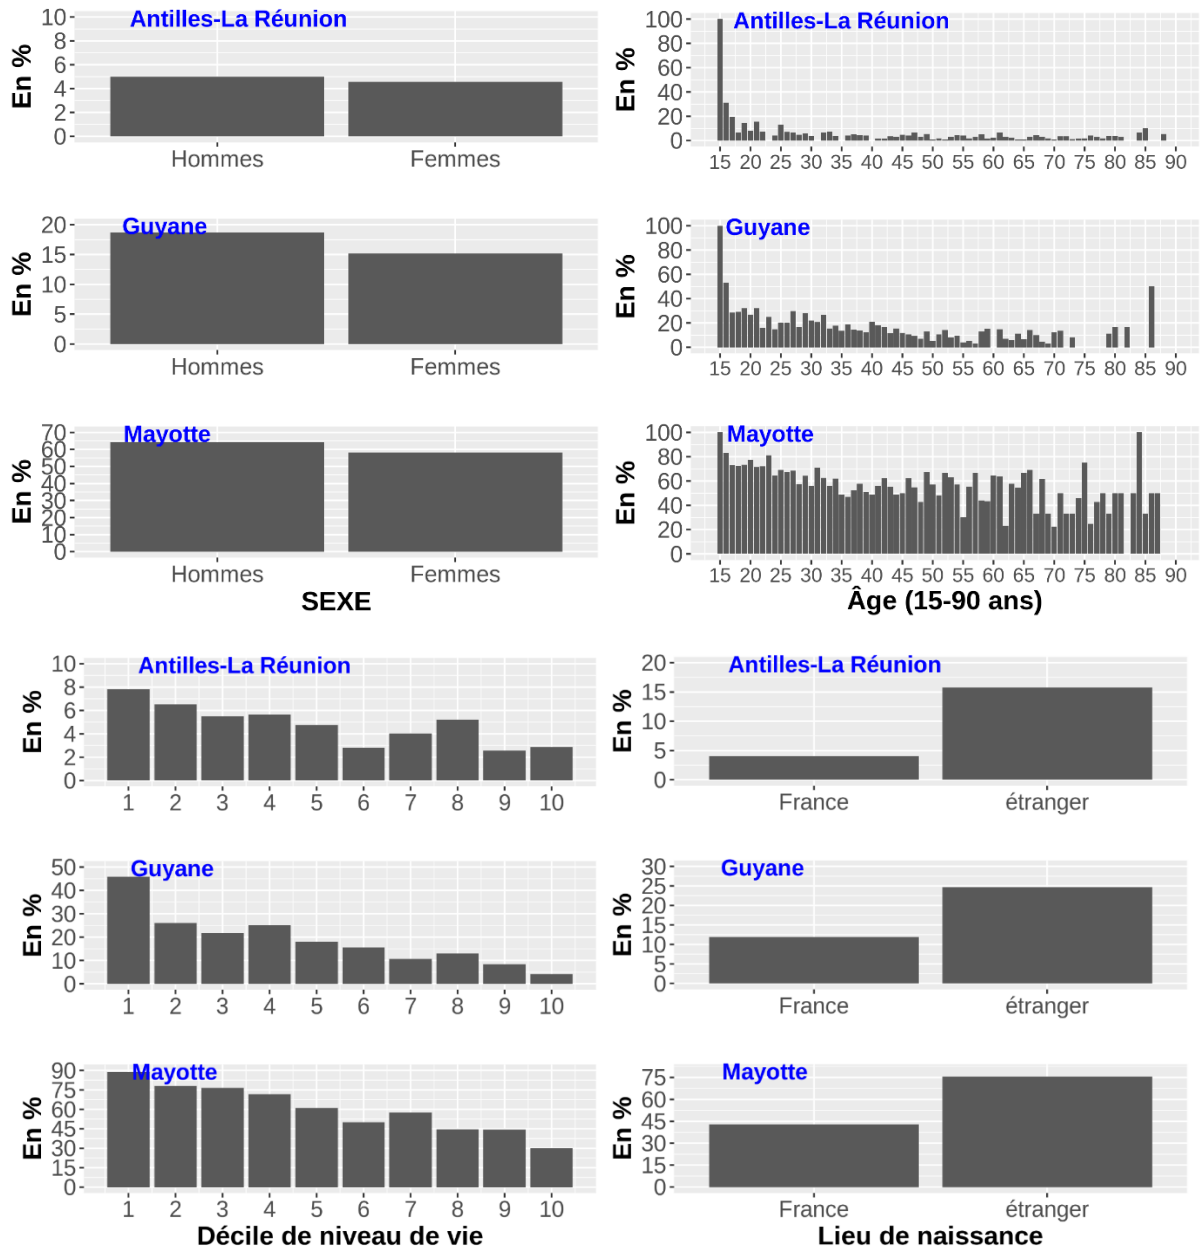 Antilles-La Réunion
En %
10
8
6
4
2
0
Hommes Femmes
Antilles-La Réunion
En %
100
80
60
40
20
0
15 20 25 30 35 40 45 50 55 60 65 70 75 80 85 90
Guyane
En %
20
15
10
5
0
Hommes Femmes
Guyane
En %
100
80
60
40
20
0
15 20 25 30 35 40 45 50 55 60 65 70 75 80 85 90
Mayotte
En %
70
60
50
40
30
20
10
0
Hommes Femmes
SEXE
Mayotte
En %
100
80
60
40
20
0
15 20 25 30 35 40 45 50 55 60 65 70 75 80 85 90
Âge (15-90 ans)
Antilles-La Réunion
En %
10
8
6
4
2
0
1 2 3 4 5 6 7 8 9 10
Antilles-La Réunion
En %
20
15
10
5
0
France étranger
Guyane
En %
50
40
30
20
10
0
1 2 3 4 5 6 7 8 9 10
Guyane
En %
30
25
20
15
10
5
0
France étranger
Mayotte
En %
90
75
60
45
30
15
0
1 2 3 4 5 6 7 8 9 10
Décile de niveau de vie
Mayotte
En %
75
60
45
30
15
0
France étranger
Lieu de naissance